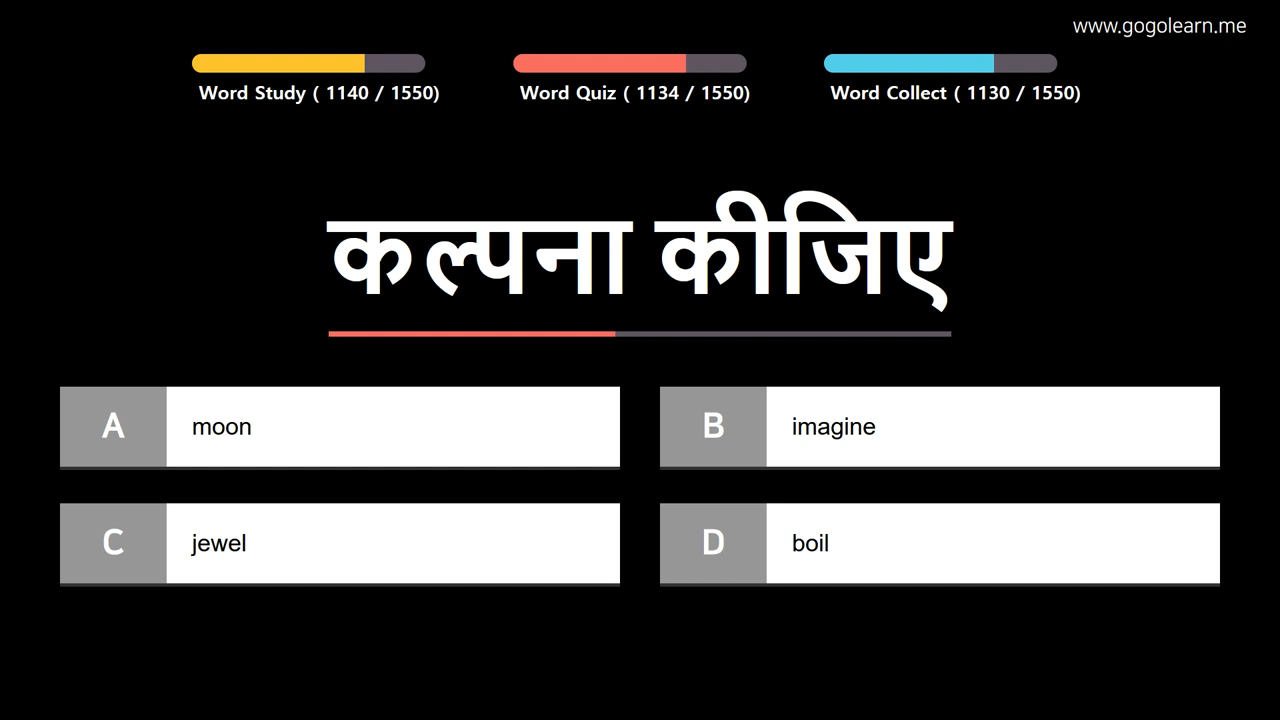 www.gogolearn.me
Word Study ( 1140 / 1550)
Word Quiz ( 1134 / 1550)
Word Collect ( 1130 / 1550)
कल्पना कीजिए
A moon
B imagine
C jewel
D boil